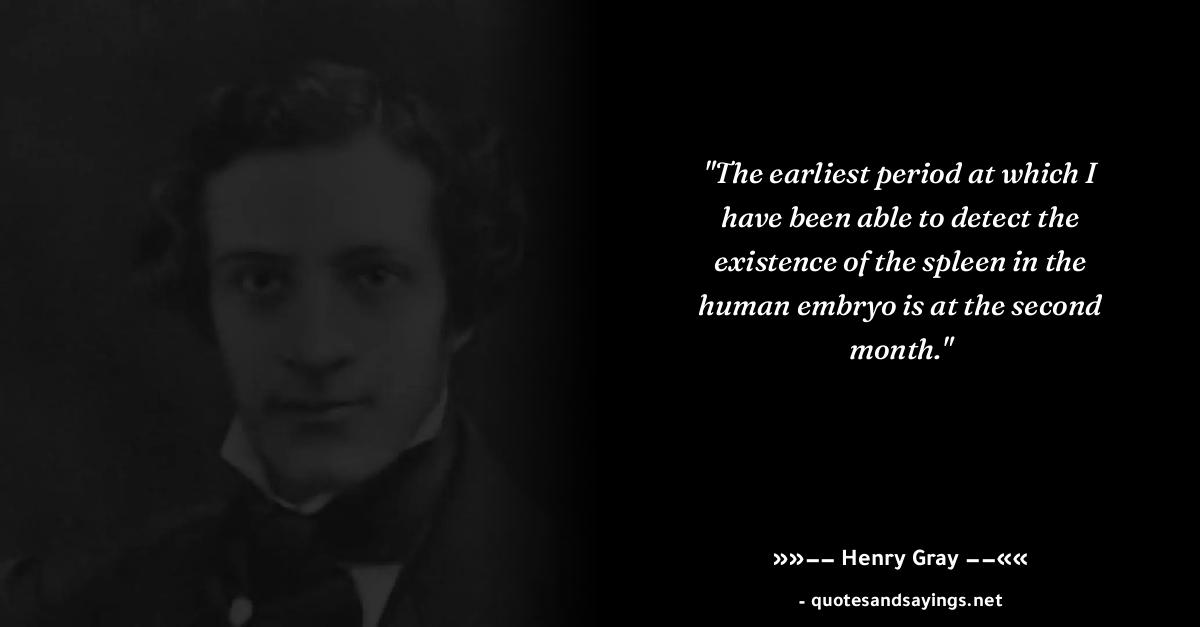 "The earliest period at which I
have been able to detect the
existence of the spleen in the
human embryo is at the second
month."
»»−− Henry Gray −−««
- quotesandsayings.net